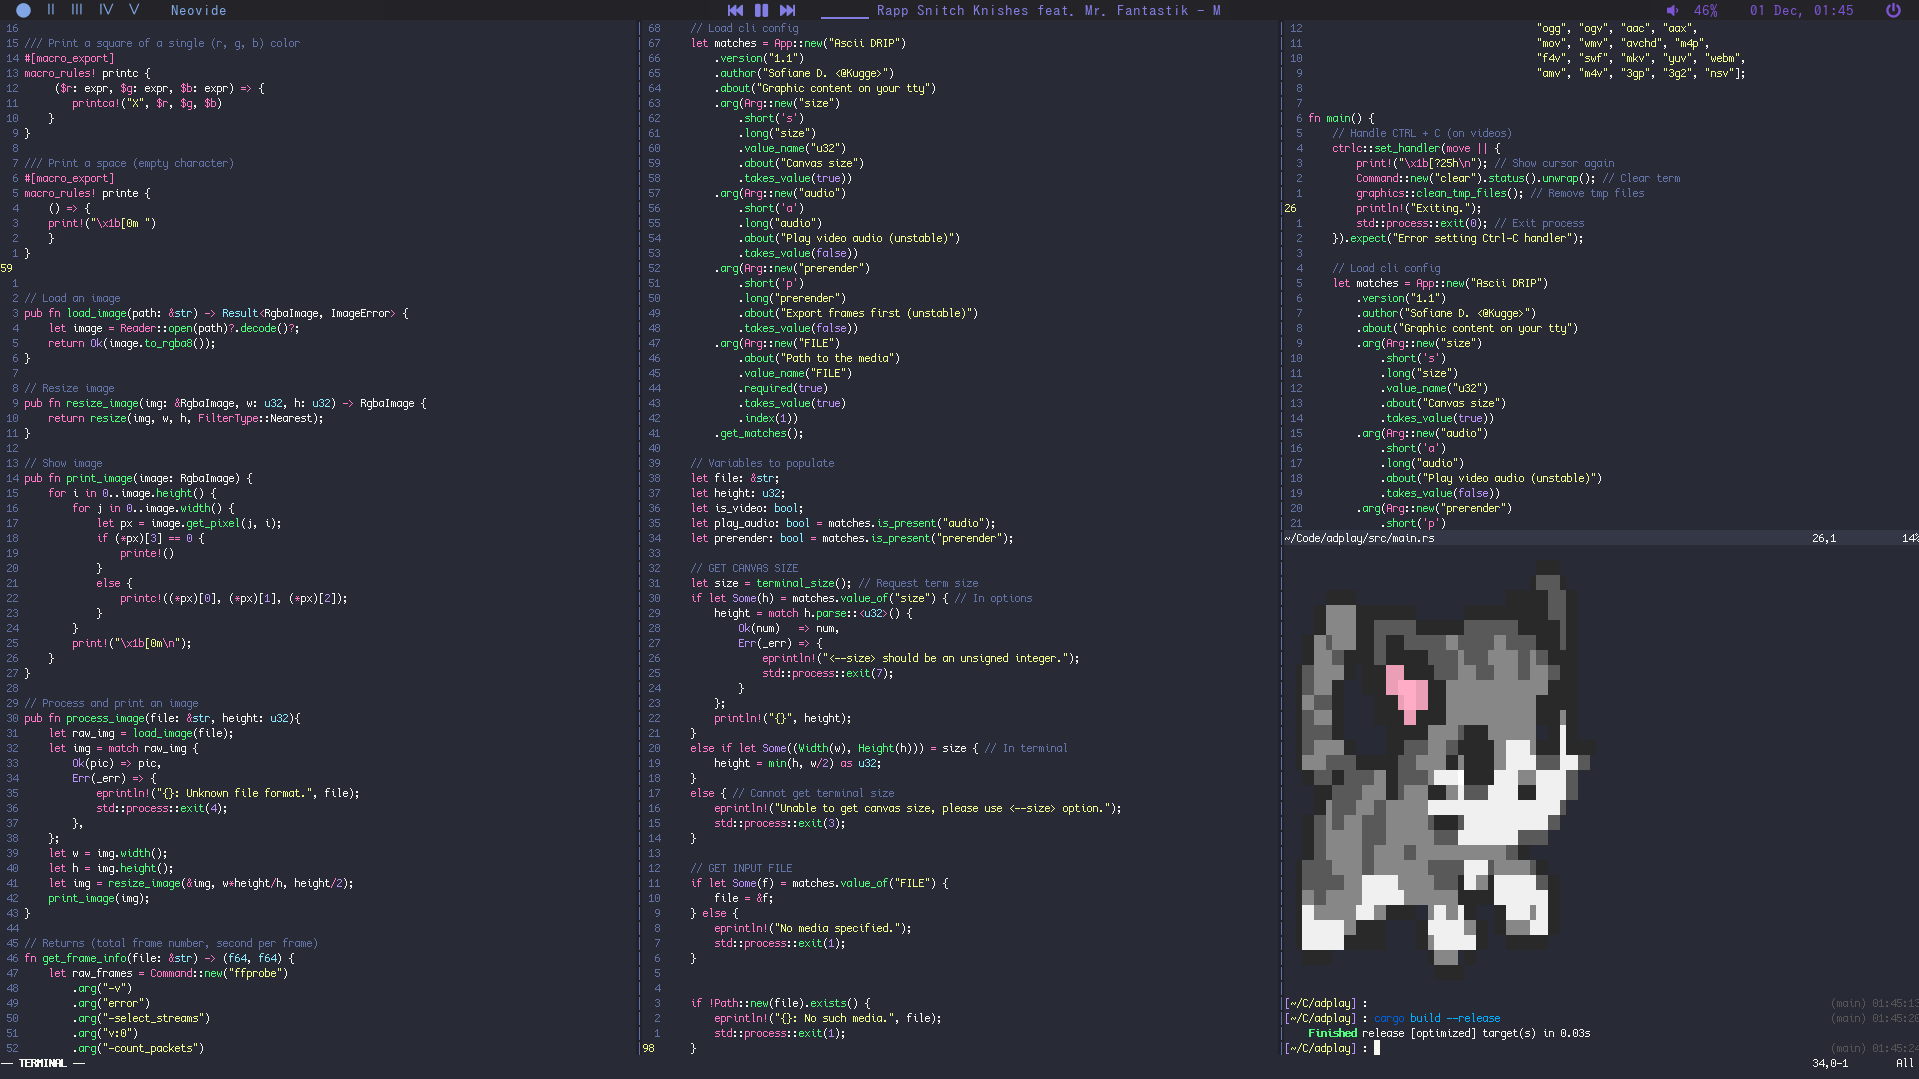 II III IV V Neovide
Rapp Snitch Knishes feat. Mr. Fantastik - M
46% 01 Dec, 01:45
16
15 /// Print a square of a single (r, g, b) color
14 #[macro_export]
13 macro_rules! printc {
12 ($r: expr, $g: expr, $b: expr) => {
11 printca!("X", $r, $g, $b)
10 }
9 }
8
7 /// Print a space (empty character)
6 #[macro_export]
5 macro_rules! printe {
4 () => {
3 print!("\x1b[0m ")
2 }
1 }
59
1
2 // Load an image
3 pub fn load_image(path: &str) -> Result<RgbaImage, ImageError> {
4 let image = Reader::open(path)?.decode()?;
5 return Ok(image.to_rgba8());
6 }
7
8 // Resize image
9 pub fn resize_image(img: &RgbaImage, w: u32, h: u32) -> RgbaImage {
10 return resize(img, w, h, FilterType::Nearest);
11 }
12
13 // Show image
14 pub fn print_image(image: RgbaImage) {
15 for i in 0..image.height() {
16 for j in 0..image.width() {
17 let px = image.get_pixel(j, i);
18 if (*px)[3] == 0 {
19 printe!()
20 }
21 else {
22 printc!((*px)[0], (*px)[1], (*px)[2]);
23 }
24 }
25 print!("\x1b[0m\n");
26 }
27 }
28
29 // Process and print an image
30 pub fn process_image(file: &str, height: u32){
31 let raw_img = load_image(file);
32 let img = match raw_img {
33 Ok(pic) => pic,
34 Err(_err) => {
35 eprintln!("{}: Unknown file format.", file);
36 std::process::exit(4);
37 },
38 };
39 let w = img.width();
40 let h = img.height();
41 let img = resize_image(&img, w*height/h, height/2);
42 print_image(img);
43 }
44
45 // Returns (total frame number, second per frame)
46 fn get_frame_info(file: &str) -> (f64, f64) {
47 let raw_frames = Command::new("ffprobe")
48 .arg("-v")
49 .arg("error")
50 .arg("-select_streams")
51 .arg("v:0")
52 .arg("-count_packets")
-- TERMINAL --
68 // Load cli config
67 let matches = App::new("Ascii DRIP")
66 .version("1.1")
65 .author("Sofiane D. <@Kugge>")
64 .about("Graphic content on your tty")
63 .arg(Arg::new("size")
62 .short('s')
61 .long("size")
60 .value_name("u32")
59 .about("Canvas size")
58 .takes_value(true))
57 .arg(Arg::new("audio")
56 .short('a')
55 .long("audio")
54 .about("Play video audio (unstable)")
53 .takes_value(false))
52 .arg(Arg::new("prerender")
51 .short('p')
50 .long("prerender")
49 .about("Export frames first (unstable)")
48 .takes_value(false))
47 .arg(Arg::new("FILE")
46 .about("Path to the media")
45 .value_name("FILE")
44 .required(true)
43 .takes_value(true)
42 .index(1))
41 .get_matches();
40
39 // Variables to populate
38 let file: &str;
37 let height: u32;
36 let is_video: bool;
35 let play_audio: bool = matches.is_present("audio");
34 let prerender: bool = matches.is_present("prerender");
33
32 // GET CANVAS SIZE
31 let size = terminal_size(); // Request term size
30 if let Some(h) = matches.value_of("size") { // In options
29 height = match h.parse::<u32>() {
28 Ok(num) => num,
27 Err(_err) => {
26 eprintln!("<--size> should be an unsigned integer.");
25 std::process::exit(7);
24 }
23 };
22 println!("{}", height);
21 }
20 else if let Some((Width(w), Height(h))) = size { // In terminal
19 height = min(h, w/2) as u32;
18 }
17 else { // Cannot get terminal size
16 eprintln!("Unable to get canvas size, please use <--size> option.");
15 std::process::exit(3);
14 }
13
12 // GET INPUT FILE
11 if let Some(f) = matches.value_of("FILE") {
10 file = &f;
9 } else {
8 eprintln!("No media specified.");
7 std::process::exit(1);
6 }
5
4
3 if !Path::new(file).exists() {
2 eprintln!("{}: No such media.", file);
1 std::process::exit(1);
98 }
12 "ogg", "ogv", "aac", "aax",
11 "mov", "wmv", "avchd", "m4p",
10 "f4v", "swf", "mkv", "yuv", "webm",
9 "amv", "m4v", "3gp", "3g2", "nsv"];
8
7
6 fn main() {
5 // Handle CTRL + C (on videos)
4 ctrlc::set_handler(move || {
3 print!("\x1b[?25h\n"); // Show cursor again
2 Command::new("clear").status().unwrap(); // Clear term
1 graphics::clean_tmp_files(); // Remove tmp files
26 println!("Exiting.");
1 std::process::exit(0); // Exit process
2 }).expect("Error setting Ctrl-C handler");
3
4 // Load cli config
5 let matches = App::new("Ascii DRIP")
6 .version("1.1")
7 .author("Sofiane D. <@Kugge>")
8 .about("Graphic content on your tty")
9 .arg(Arg::new("size")
10 .short('s')
11 .long("size")
12 .value_name("u32")
13 .about("Canvas size")
14 .takes_value(true))
15 .arg(Arg::new("audio")
16 .short('a')
17 .long("audio")
18 .about("Play video audio (unstable)")
19 .takes_value(false))
20 .arg(Arg::new("prerender")
21 .short('p')
~/Code/adplay/src/main.rs 26,1 14%
[~/C/adplay] : (main) 01:45:13
[~/C/adplay] : cargo build --release (main) 01:45:20
Finished release [optimized] target(s) in 0.03s
[~/C/adplay] : (main) 01:45:24
34,0-1 All